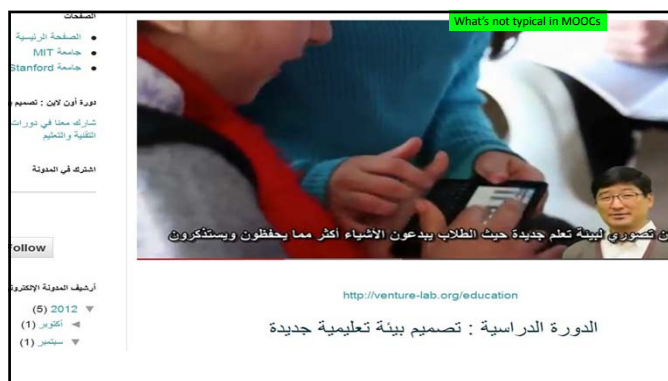 What's not typical in MOOCs
الصفحات
الصفحة الرئيسية
جامعة MIT
جامعة Stanford
دورة أون لاين : تصميم
شارك معنا في دورات
التقنية والتعليم
اشترك في المدونة
Follow
أرشيف المدونة
▼ 2012 (5)
◄ أكتوبر (1)
▼ سبتمبر (1)
تصوري لبيئة تعلم جديدة حيث الطلاب يبدعون الأشياء أكثر مما يحفظون ويستذكرون
http://venture-lab.org/education
الدورة الدراسية : تصميم بيئة تعليمية جديدة